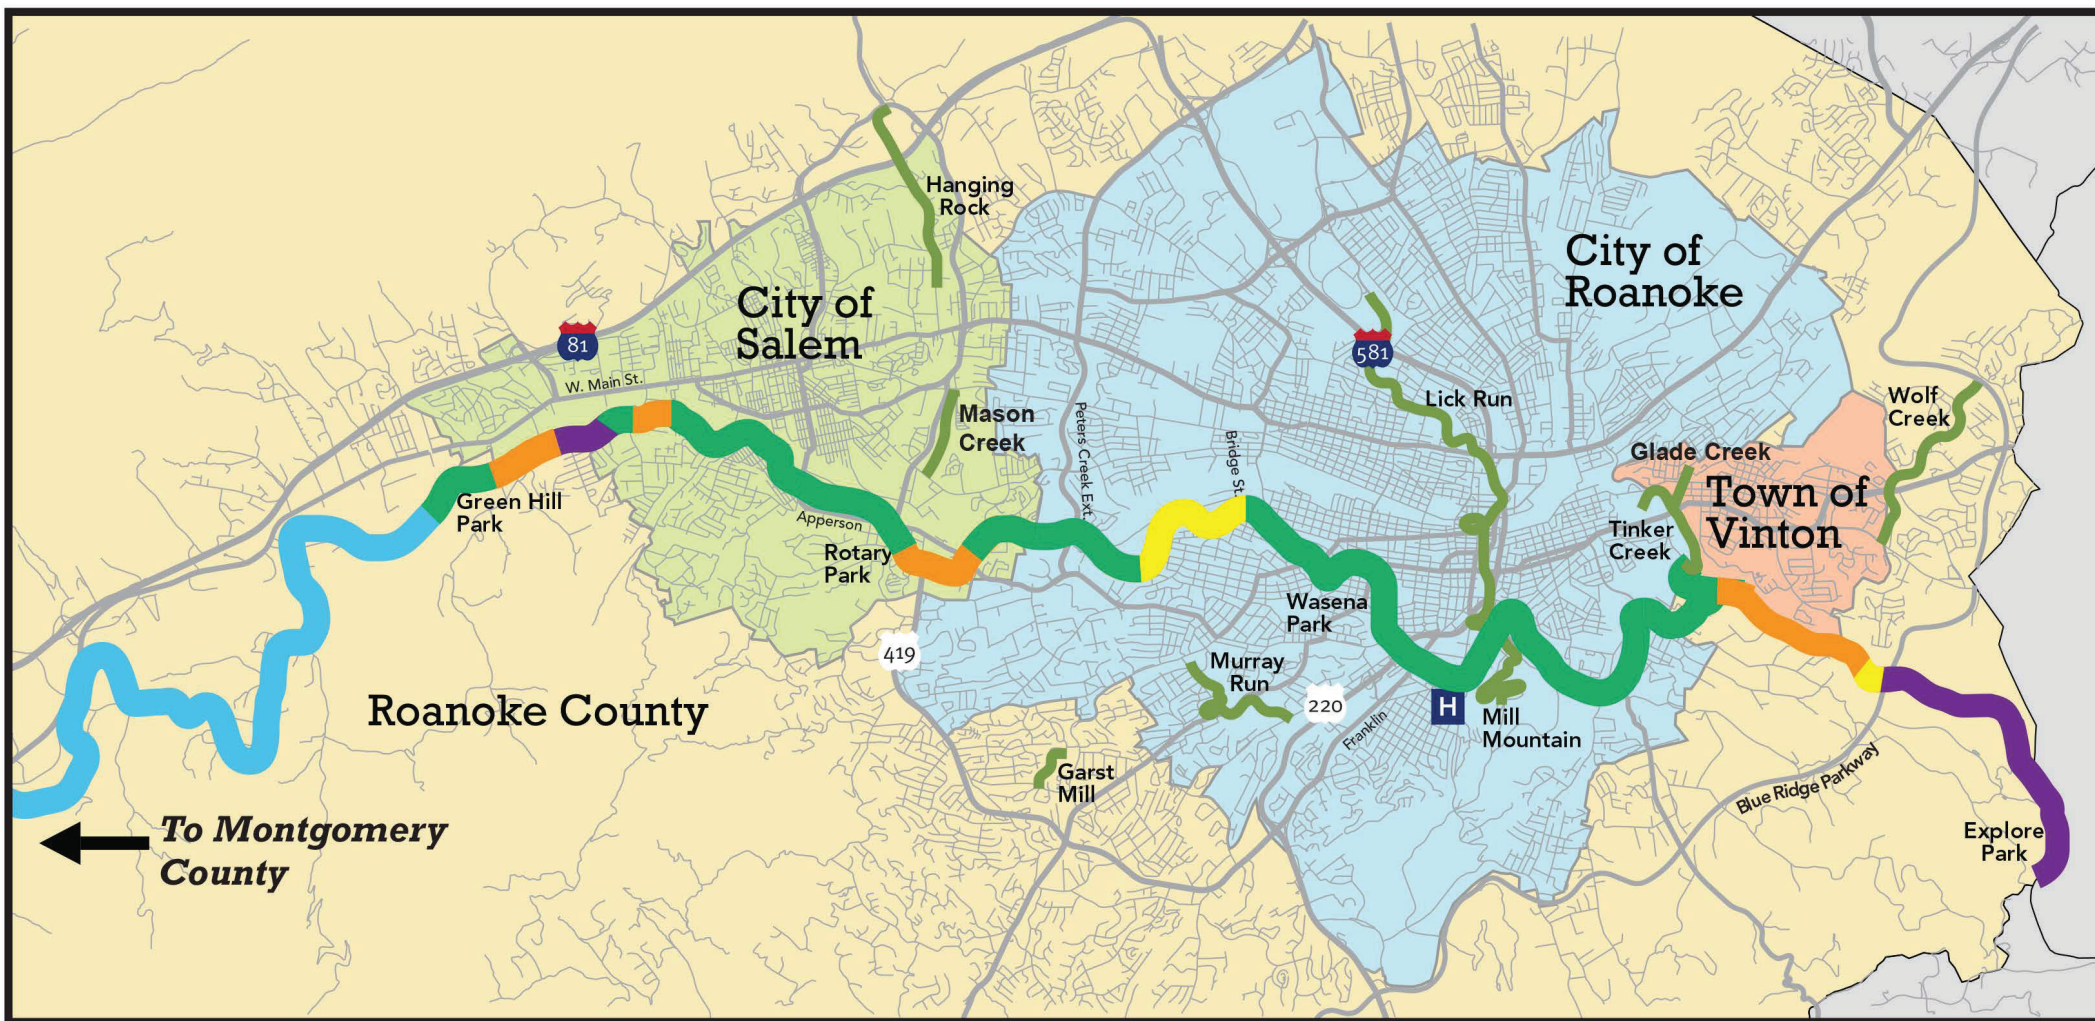 Hanging
Rock
City of
Roanoke
City of
Salem
81
581
W. Main St.
Lick Run
Wolf
Creek
Mason
Creek
Peters Creek Ext.
Bridge St.
Glade Creek
Green Hill
Park
Town of
Vinton
Apperson
Tinker
Creek
Rotary
Park
Wasena
Park
419
Murray
Run
Roanoke County
220
H
Franklin
Mill
Mountain
Garst
Mill
Blue Ridge Parkway
To Montgomery
County
Explore
Park